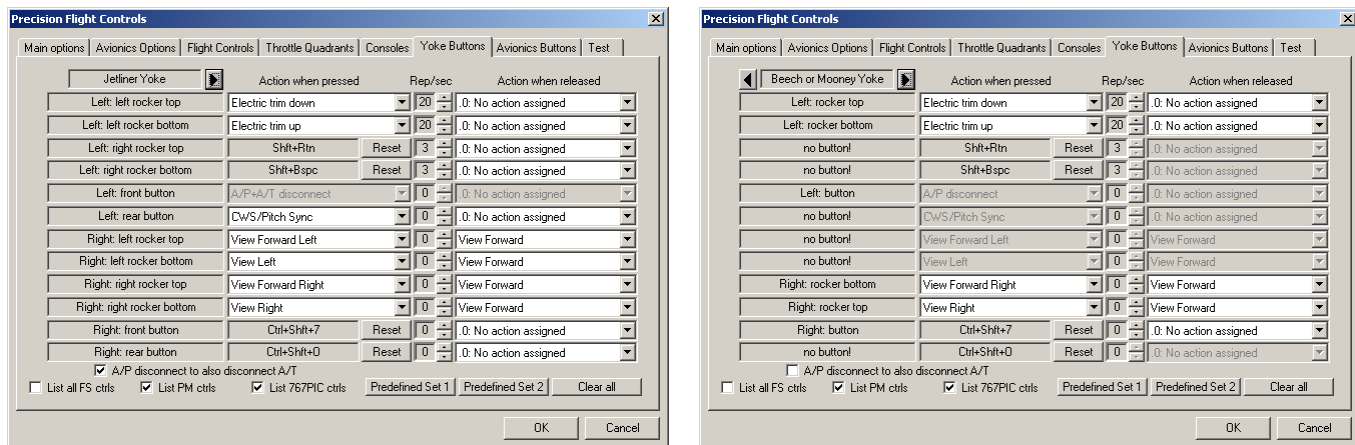 Precision Flight Controls
Main options Avionics Options Flight Controls Throttle Quadrants Consoles Yoke Buttons Avionics Buttons Test
Jetliner Yoke Action when pressed Rep/sec Action when released
Left: left rocker top Electric trim down 20 .0: No action assigned
Left: left rocker bottom Electric trim up 20 .0: No action assigned
Left: right rocker top Shft+Rtn Reset 3 .0: No action assigned
Left: right rocker bottom Shft+Bspc Reset 3 .0: No action assigned
Left: front button A/P+A/T disconnect 0 .0: No action assigned
Left: rear button CWS/Pitch Sync 0 .0: No action assigned
Right: left rocker top View Forward Left 0 View Forward
Right: left rocker bottom View Left 0 View Forward
Right: right rocker top View Forward Right 0 View Forward
Right: right rocker bottom View Right 0 View Forward
Right: front button Ctrl+Shft+7 Reset 0 .0: No action assigned
Right: rear button Ctrl+Shft+O Reset 0 .0: No action assigned
A/P disconnect to also disconnect A/T
List all FS ctrls List PM ctrls List 767PIC ctrls Predefined Set 1 Predefined Set 2 Clear all
OK Cancel
Precision Flight Controls
Main options Avionics Options Flight Controls Throttle Quadrants Consoles Yoke Buttons Avionics Buttons Test
Beech or Mooney Yoke Action when pressed Rep/sec Action when released
Left: rocker top Electric trim down 20 .0: No action assigned
Left: rocker bottom Electric trim up 20 .0: No action assigned
no button! Shft+Rtn Reset 3 .0: No action assigned
no button! Shft+Bspc Reset 3 .0: No action assigned
Left: button A/P disconnect 0 .0: No action assigned
no button! CWS/Pitch Sync 0 .0: No action assigned
no button! View Forward Left 0 View Forward
no button! View Left 0 View Forward
Right: rocker bottom View Forward Right 0 View Forward
Right: rocker top View Right 0 View Forward
Right: button Ctrl+Shft+7 Reset 0 .0: No action assigned
no button! Ctrl+Shft+O Reset 0 .0: No action assigned
A/P disconnect to also disconnect A/T
List all FS ctrls List PM ctrls List 767PIC ctrls Predefined Set 1 Predefined Set 2 Clear all
OK Cancel